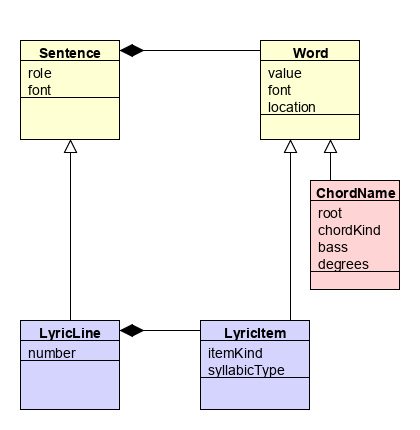 Sentence
role
font
Word
value
font
location
ChordName
root
chordKind
bass
degrees
LyricLine
number
LyricItem
itemKind
syllabicType